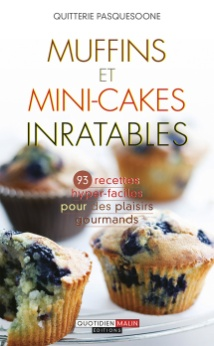 QUITTERIE PASQUESOONE
MUFFINS
ET
MINI-CAKES
INRATABLES
93 recettes
hyper-faciles
pour des plaisirs
gourmands
QUOTIDIEN MALIN
ÉDITIONS